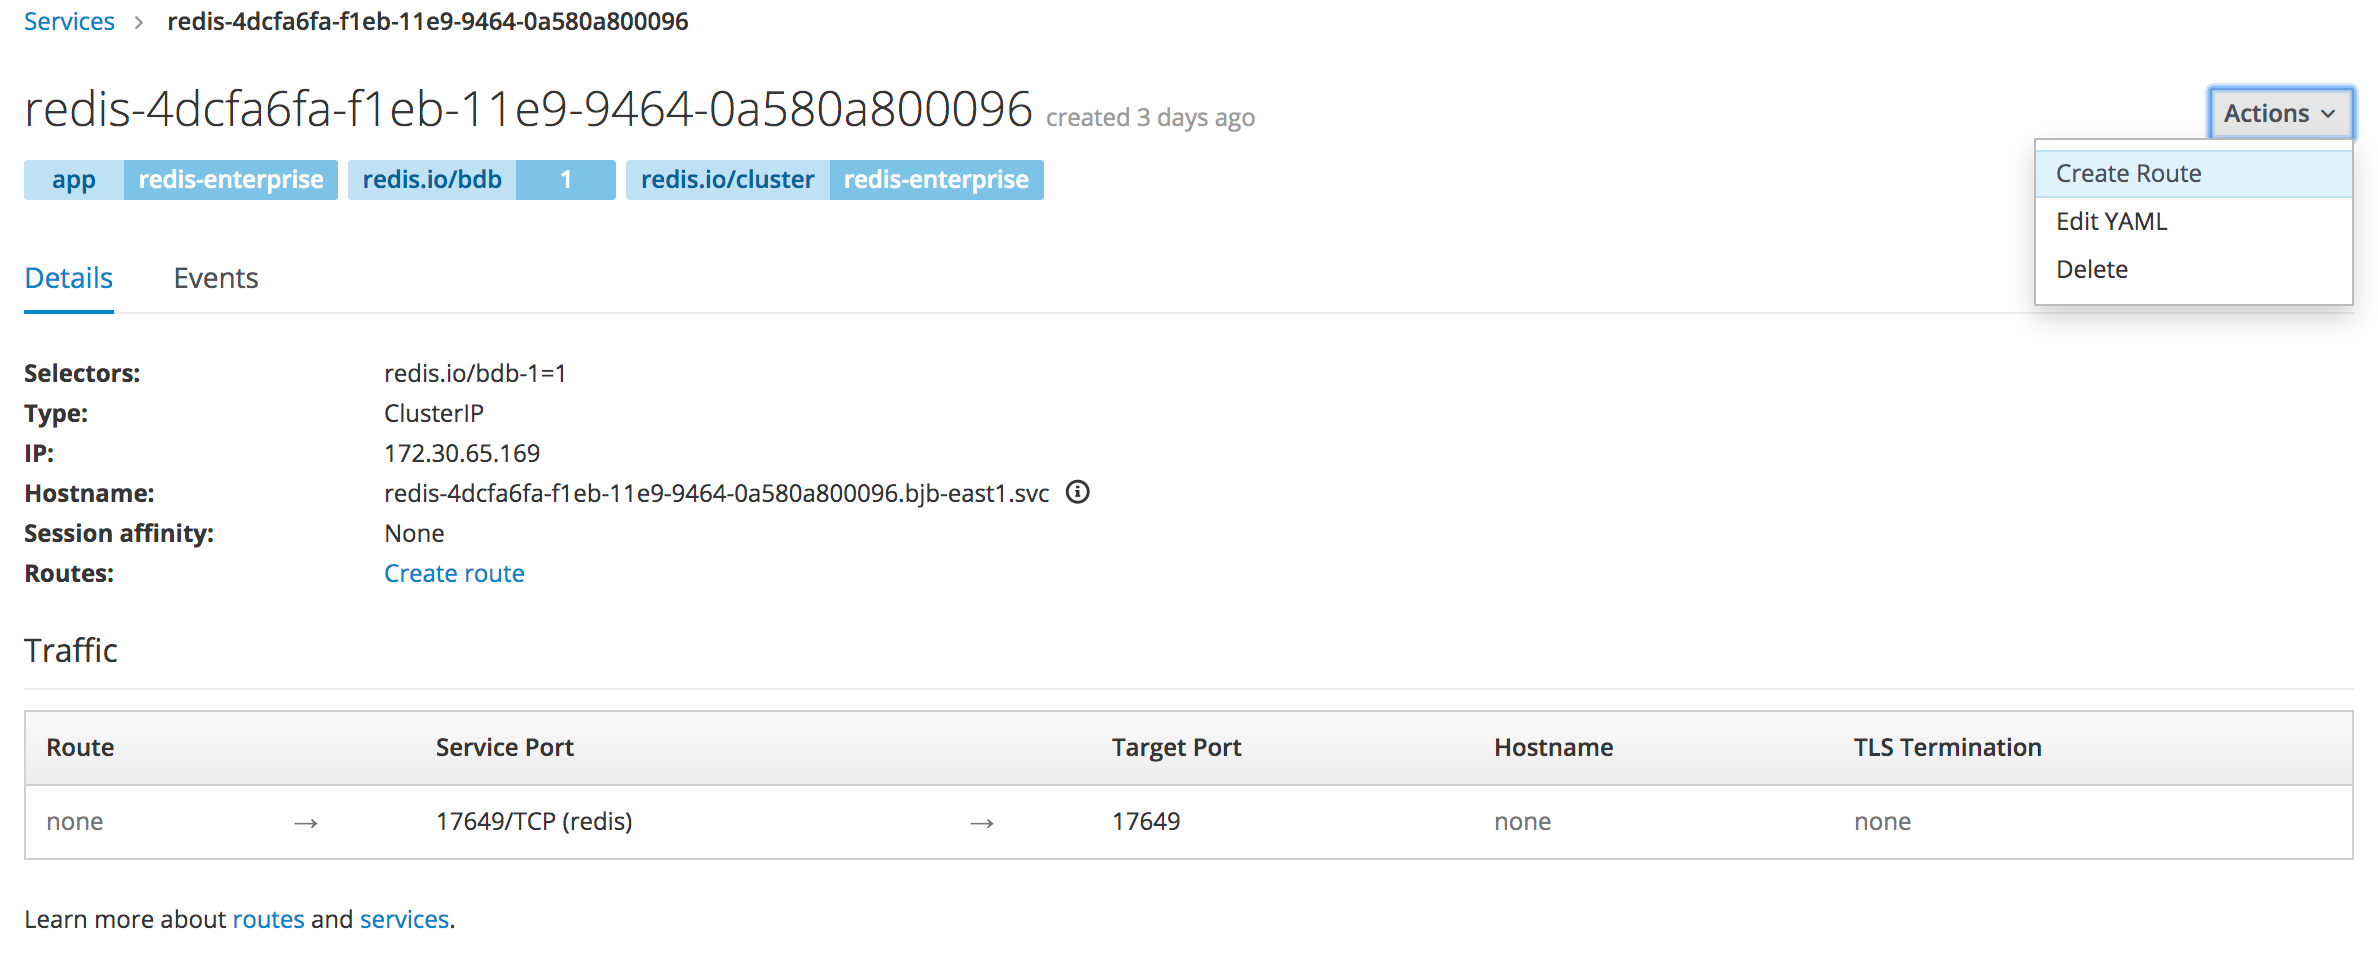 Services > redis-4dcfa6fa-f1eb-11e9-9464-0a580a800096
redis-4dcfa6fa-f1eb-11e9-9464-0a580a800096 created 3 days ago
Actions
app redis-enterprise redis.io/bdb 1 redis.io/cluster redis-enterprise
Create Route
Edit YAML
Delete
Details Events
Selectors: redis.io/bdb-1=1
Type: ClusterIP
IP: 172.30.65.169
Hostname: redis-4dcfa6fa-f1eb-11e9-9464-0a580a800096.bjb-east1.svc
Session affinity: None
Routes: Create route
Traffic
Route Service Port Target Port Hostname TLS Termination
none → 17649/TCP (redis) → 17649 none none
Learn more about routes and services.